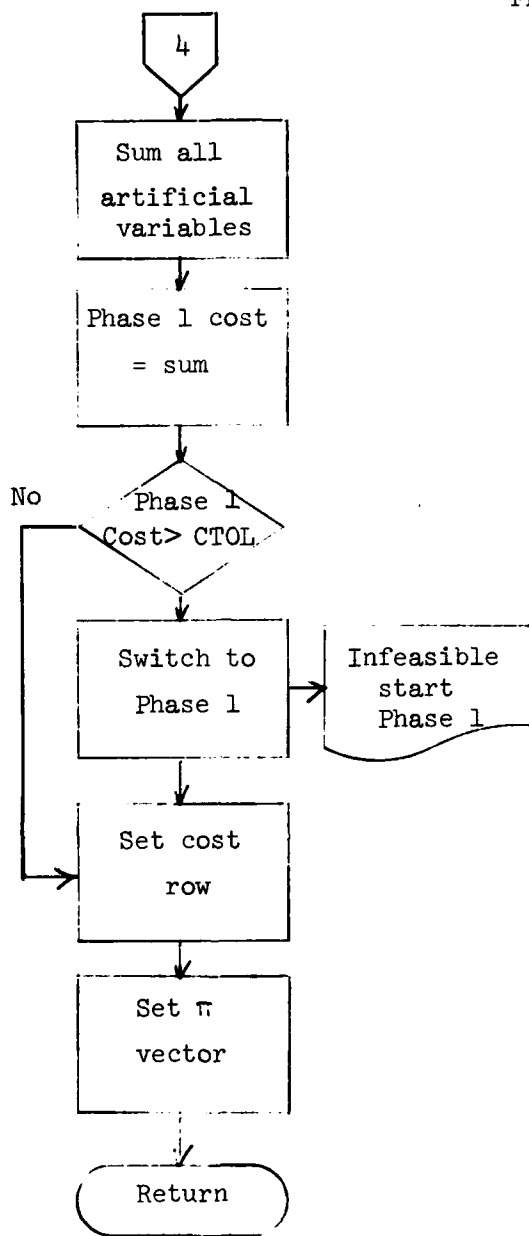 4
Sum all
artificial
variables
Phase 1 cost
= sum
No
Phase 1
Cost> CTOL
Switch to
Phase 1
Infeasible
start
Phase 1
Set cost
row
Set π
vector
Return